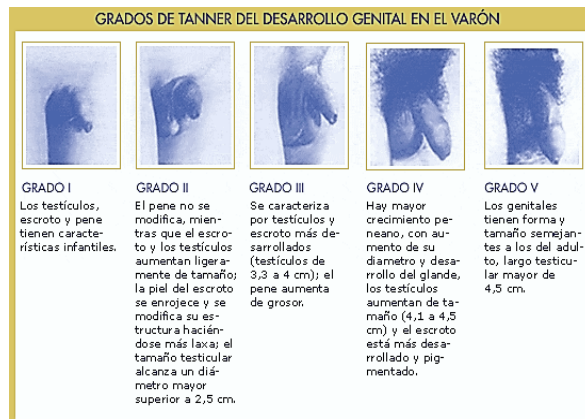 GRADOS DE TANNER DEL DESARROLLO GENITAL EN EL VARÓN
GRADO I
Los testículos,
escroto y pene
tienen caracte-
rísticas infantiles.
GRADO II
El pene no se
modifica, mien-
tras que el escro-
to y los testículos
aumentan ligera-
mente de tamaño;
la piel del escroto
se enrojece y se
modifica su es-
tructura hacién-
dose más laxa; el
tamaño testicular
alcanza un diá-
metro mayor
superior a 2,5 cm.
GRADO III
Se caracteriza
por testículos y
escroto más de-
sarrollados
(testículos de
3,3 a 4 cm); el
pene aumenta
de grosor.
GRADO IV
Hay mayor
crecimiento pe-
neano, con au-
mento de su
diametro y desa-
rrollo del glande,
los testículos
aumentan de ta-
maño (4,1 a 4,5
cm) y el escroto
está más desa-
rrollado y pig-
mentado.
GRADO V
Los genitales
tienen forma y
tamaño semejan-
tes a los del adul-
to, largo testicu-
lar mayor de
4,5 cm.